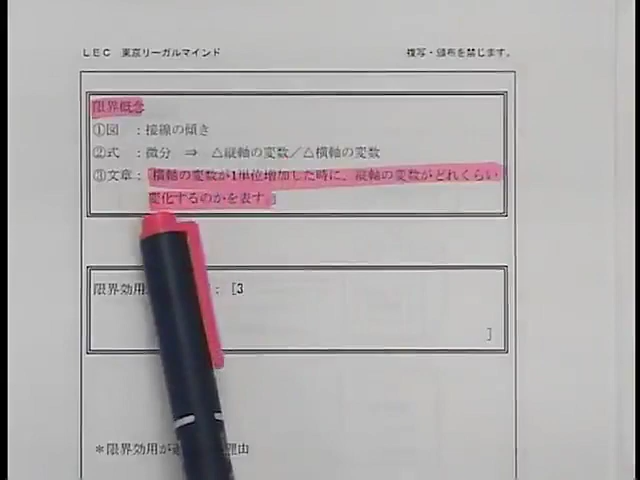 LEC 東京リーガルマインド
複写・頒布を禁じます。
限界概念
①図 ：接線の傾き
②式 ：微分 ⇒ △縦軸の変数／△横軸の変数
③文章：「横軸の変数が1単位増加した時に、縦軸の変数がどれくらい
変化するのかを表す」
限界効用 ：［3
］
＊限界効用が 理由